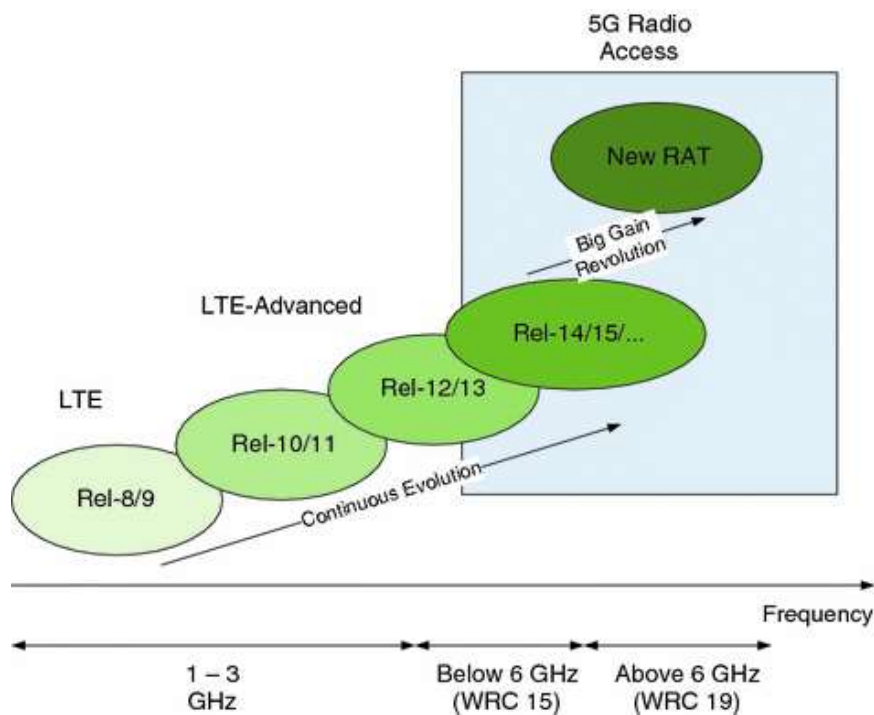 5G Radio
Access
New RAT
Big Gain
Revolution
LTE-Advanced
Rel-14/15/...
Rel-12/13
LTE
Rel-10/11
Rel-8/9
Continuous Evolution
Frequency
1 – 3
GHz
Below 6 GHz
(WRC 15)
Above 6 GHz
(WRC 19)